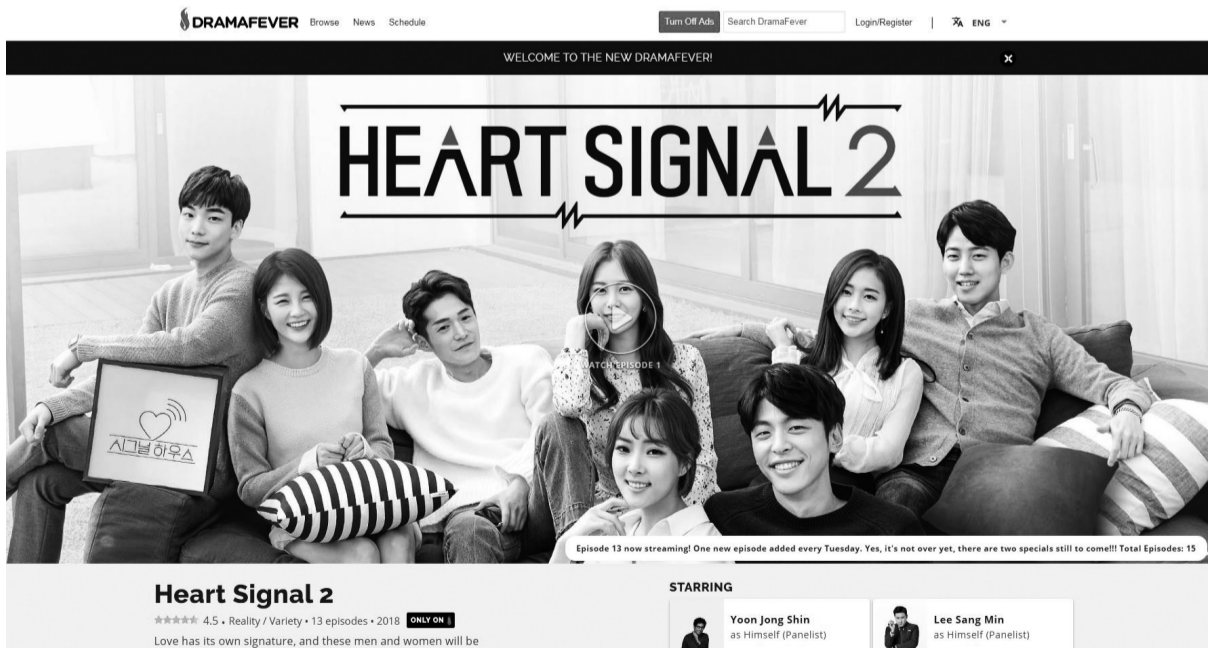 DRAMAFEVER Browse News Schedule Turn Off Ads Search DramaFever Login/Register | ENG
WELCOME TO THE NEW DRAMAFEVER! X
HEART SIGNAL 2
WATCH EPISODE 1
시그널 하우스
Episode 13 now streaming! One new episode added every Tuesday. Yes, it's not over yet, there are two specials still to come!!! Total Episodes: 15
Heart Signal 2
4.5 • Reality / Variety • 13 episodes • 2018 ONLY ON
Love has its own signature, and these men and women will be
STARRING
Yoon Jong Shin
as Himself (Panelist)
Lee Sang Min
as Himself (Panelist)